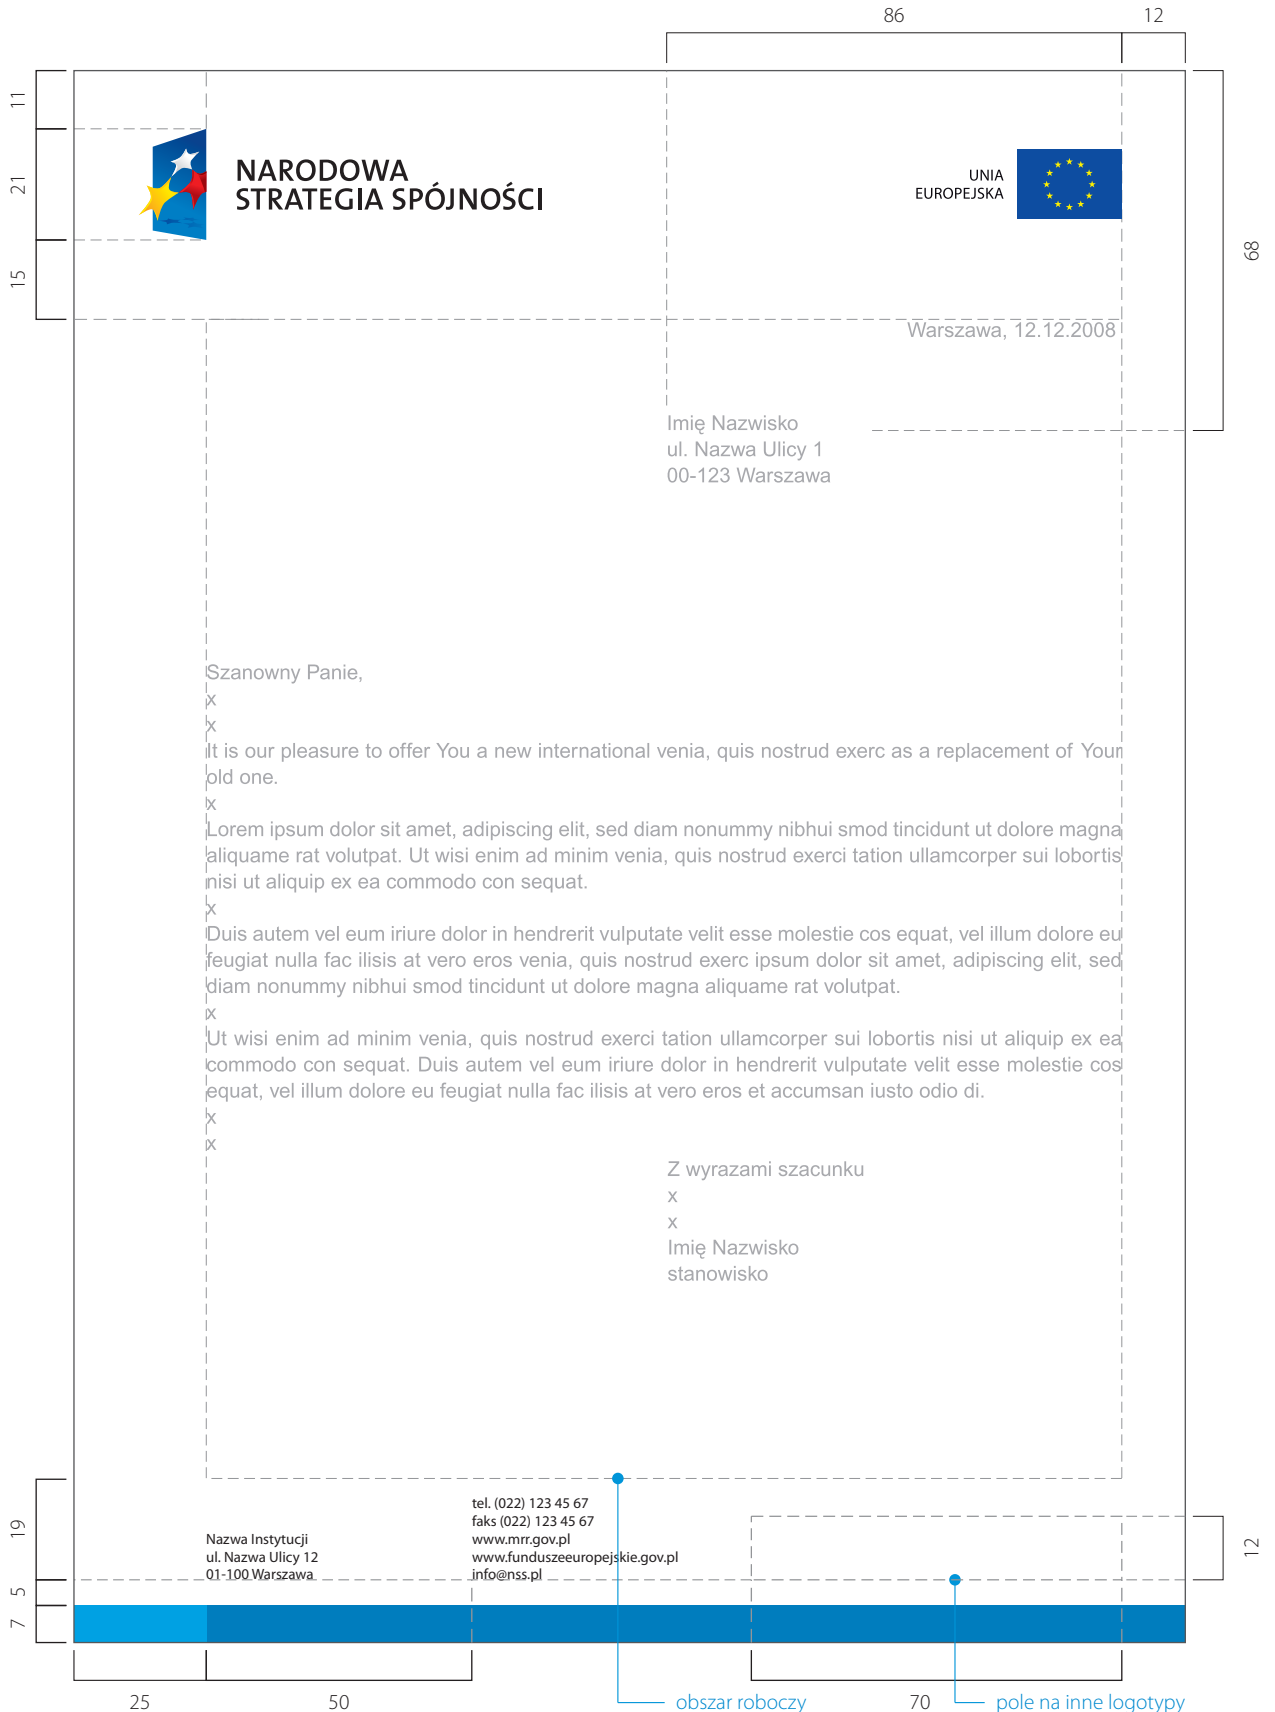 86
12
11
21
15
68
NARODOWA
STRATEGIA SPÓJNOŚCI
UNIA
EUROPEJSKA
Warszawa, 12.12.2008
Imię Nazwisko
ul. Nazwa Ulicy 1
00-123 Warszawa
Szanowny Panie,
x
x
It is our pleasure to offer You a new international venia, quis nostrud exerc as a replacement of Your
old one.
x
Lorem ipsum dolor sit amet, adipiscing elit, sed diam nonummy nibhui smod tincidunt ut dolore magna
aliquame rat volutpat. Ut wisi enim ad minim venia, quis nostrud exerci tation ullamcorper sui lobortis
nisi ut aliquip ex ea commodo con sequat.
x
Duis autem vel eum iriure dolor in hendrerit vulputate velit esse molestie cos equat, vel illum dolore eu
feugiat nulla fac ilisis at vero eros venia, quis nostrud exerc ipsum dolor sit amet, adipiscing elit, sed
diam nonummy nibhui smod tincidunt ut dolore magna aliquame rat volutpat.
x
Ut wisi enim ad minim venia, quis nostrud exerci tation ullamcorper sui lobortis nisi ut aliquip ex ea
commodo con sequat. Duis autem vel eum iriure dolor in hendrerit vulputate velit esse molestie cos
equat, vel illum dolore eu feugiat nulla fac ilisis at vero eros et accumsan iusto odio di.
x
x
Z wyrazami szacunku
x
x
Imię Nazwisko
stanowisko
19
5
7
Nazwa Instytucji
ul. Nazwa Ulicy 12
01-100 Warszawa
tel. (022) 123 45 67
faks (022) 123 45 67
www.mrr.gov.pl
www.funduszeeuropejskie.gov.pl
info@nss.pl
12
25
50
obszar roboczy
70
pole na inne logotypy